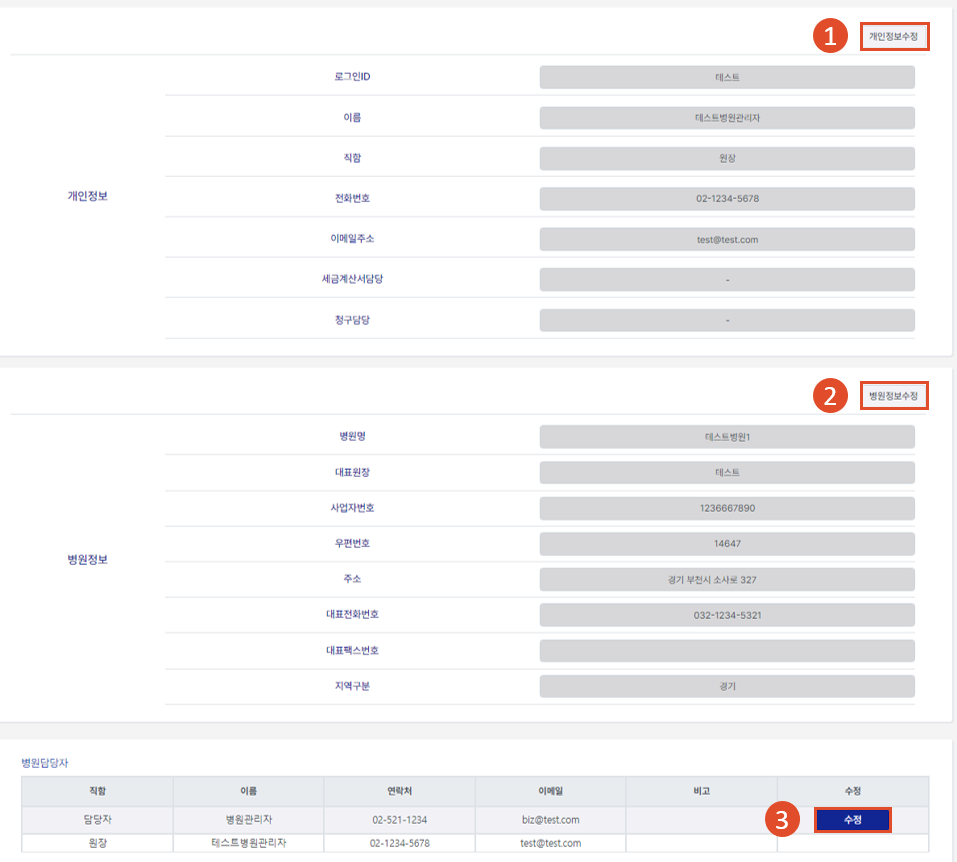 1 개인정보수정
로그인ID 테스트
이름 테스트병원관리자
직함 원장
개인정보 전화번호 02-1234-5678
이메일주소 test@test.com
세금계산서담당 -
청구담당 -
2 병원정보수정
병원명 테스트병원1
대표원장 테스트
사업자번호 1236667890
우편번호 14647
병원정보
주소 경기 부천시 소사로 327
대표전화번호 032-1234-5321
대표팩스번호
지역구분 경기
병원담당자
직함 이름 연락처 이메일 비고 수정
담당자 병원관리자 02-521-1234 biz@test.com 3 수정
원장 테스트병원관리자 02-1234-5678 test@test.com